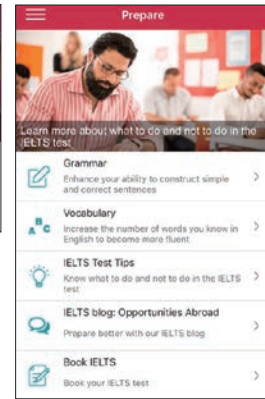 Prepare
Learn more about what to do and not to do in the
IELTS test
Grammar
Enhance your ability to construct simple
and correct sentences
Vocabulary
Increase the number of words you know in
English to become more fluent
IELTS Test Tips
Know what to do and not to do in the IELTS
test
IELTS blog: Opportunities Abroad
Prepare better with our IELTS blog
Book IELTS
Book your IELTS test